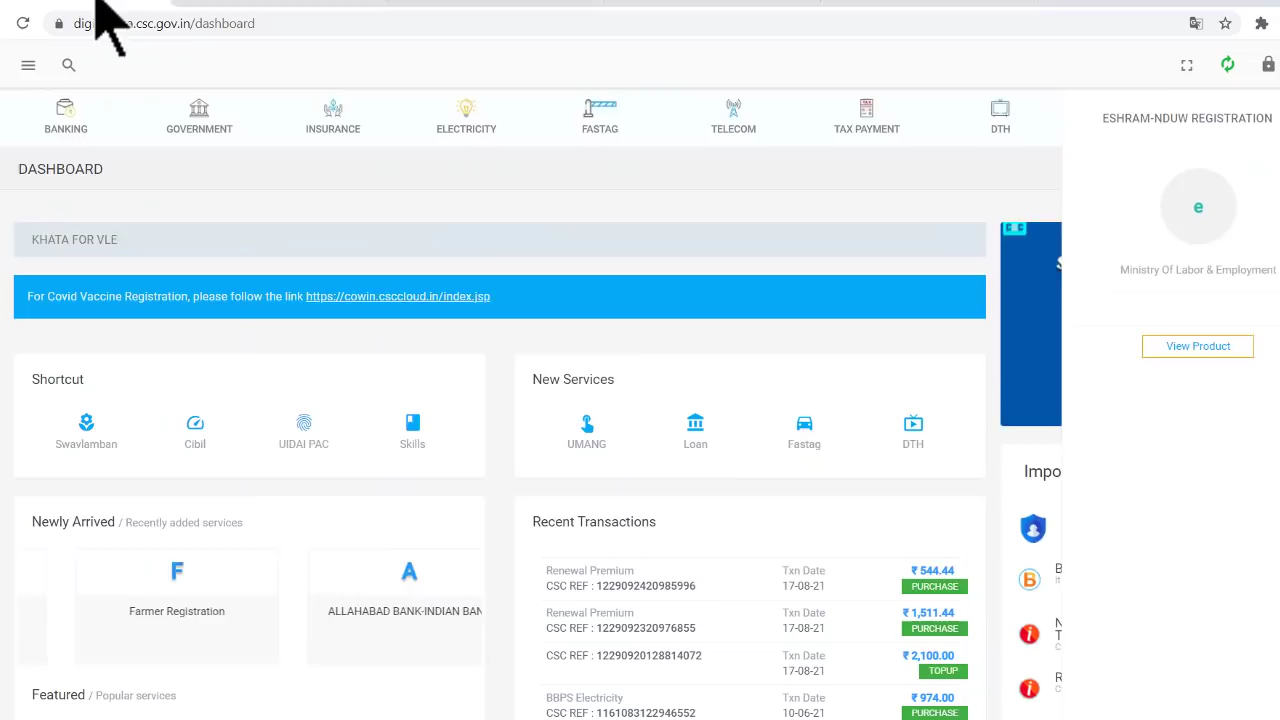 .csc.gov.in/dashboard
BANKING
GOVERNMENT
INSURANCE
ELECTRICITY
FASTAG
TELECOM
TAX PAYMENT
DTH
ESHRAM-NDUW REGISTRATION
DASHBOARD
e
Ministry Of Labor & Employment
View Product
KHATA FOR VLE
For Covid Vaccine Registration, please follow the link https://cowin.csccloud.in/index.jsp
Shortcut
Swavlamban
Cibil
UIDAI PAC
Skills
New Services
UMANG
Loan
Fastag
DTH
Impo
Newly Arrived / Recently added services
F
Farmer Registration
A
ALLAHABAD BANK-INDIAN BAN
Featured / Popular services
Recent Transactions
Renewal Premium Txn Date ₹ 544.44
CSC REF : 1229092420985996 17-08-21 PURCHASE
Renewal Premium Txn Date ₹ 1,511.44
CSC REF : 1229092320976855 17-08-21 PURCHASE
CSC REF : 12290920128814072 Txn Date ₹ 2,100.00
17-08-21 TOPUP
BBPS Electricity Txn Date ₹ 974.00
CSC REF : 1161083122946552 10-06-21 PURCHASE